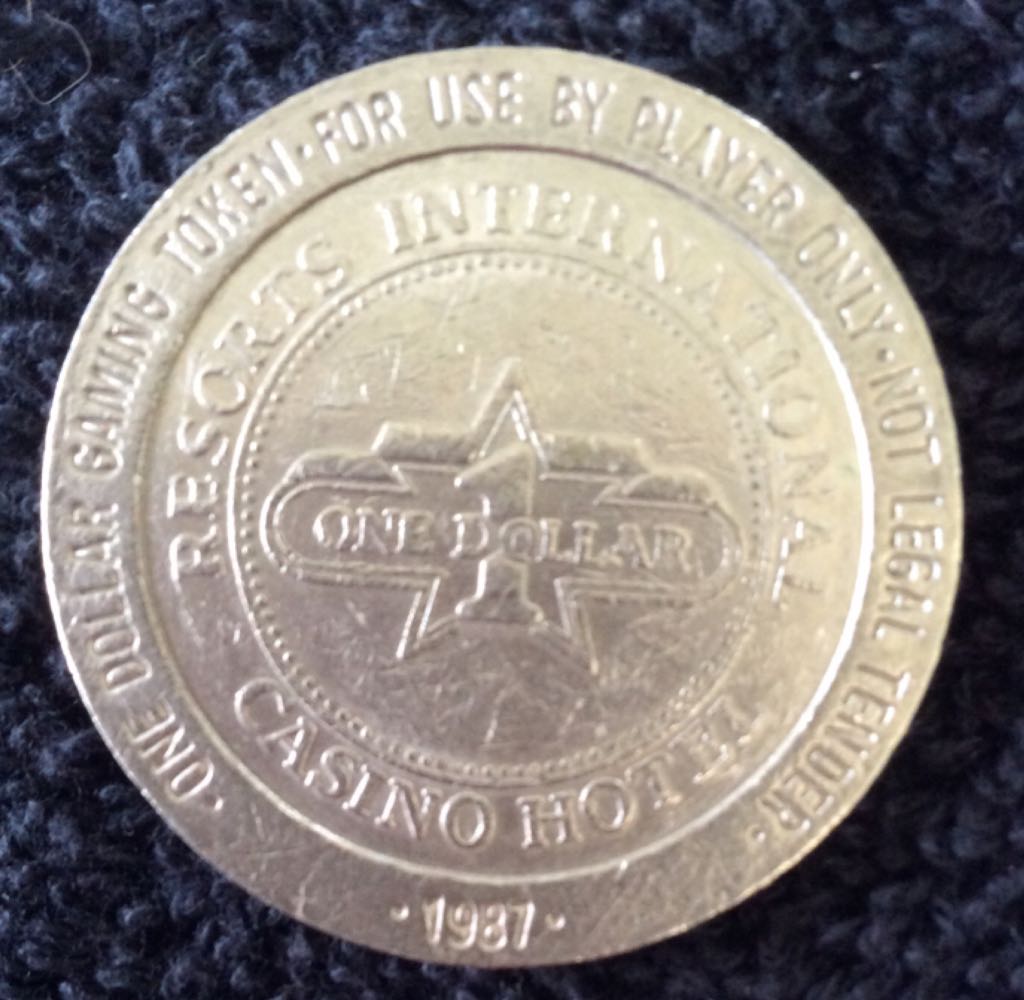 ·ONE DOLLAR GAMING TOKEN·FOR USE BY PLAYER ONLY·NOT LEGAL TENDER·
RESORTS INTERNATIONAL
1
ONE DOLLAR
CASINO HOTEL
·1987·